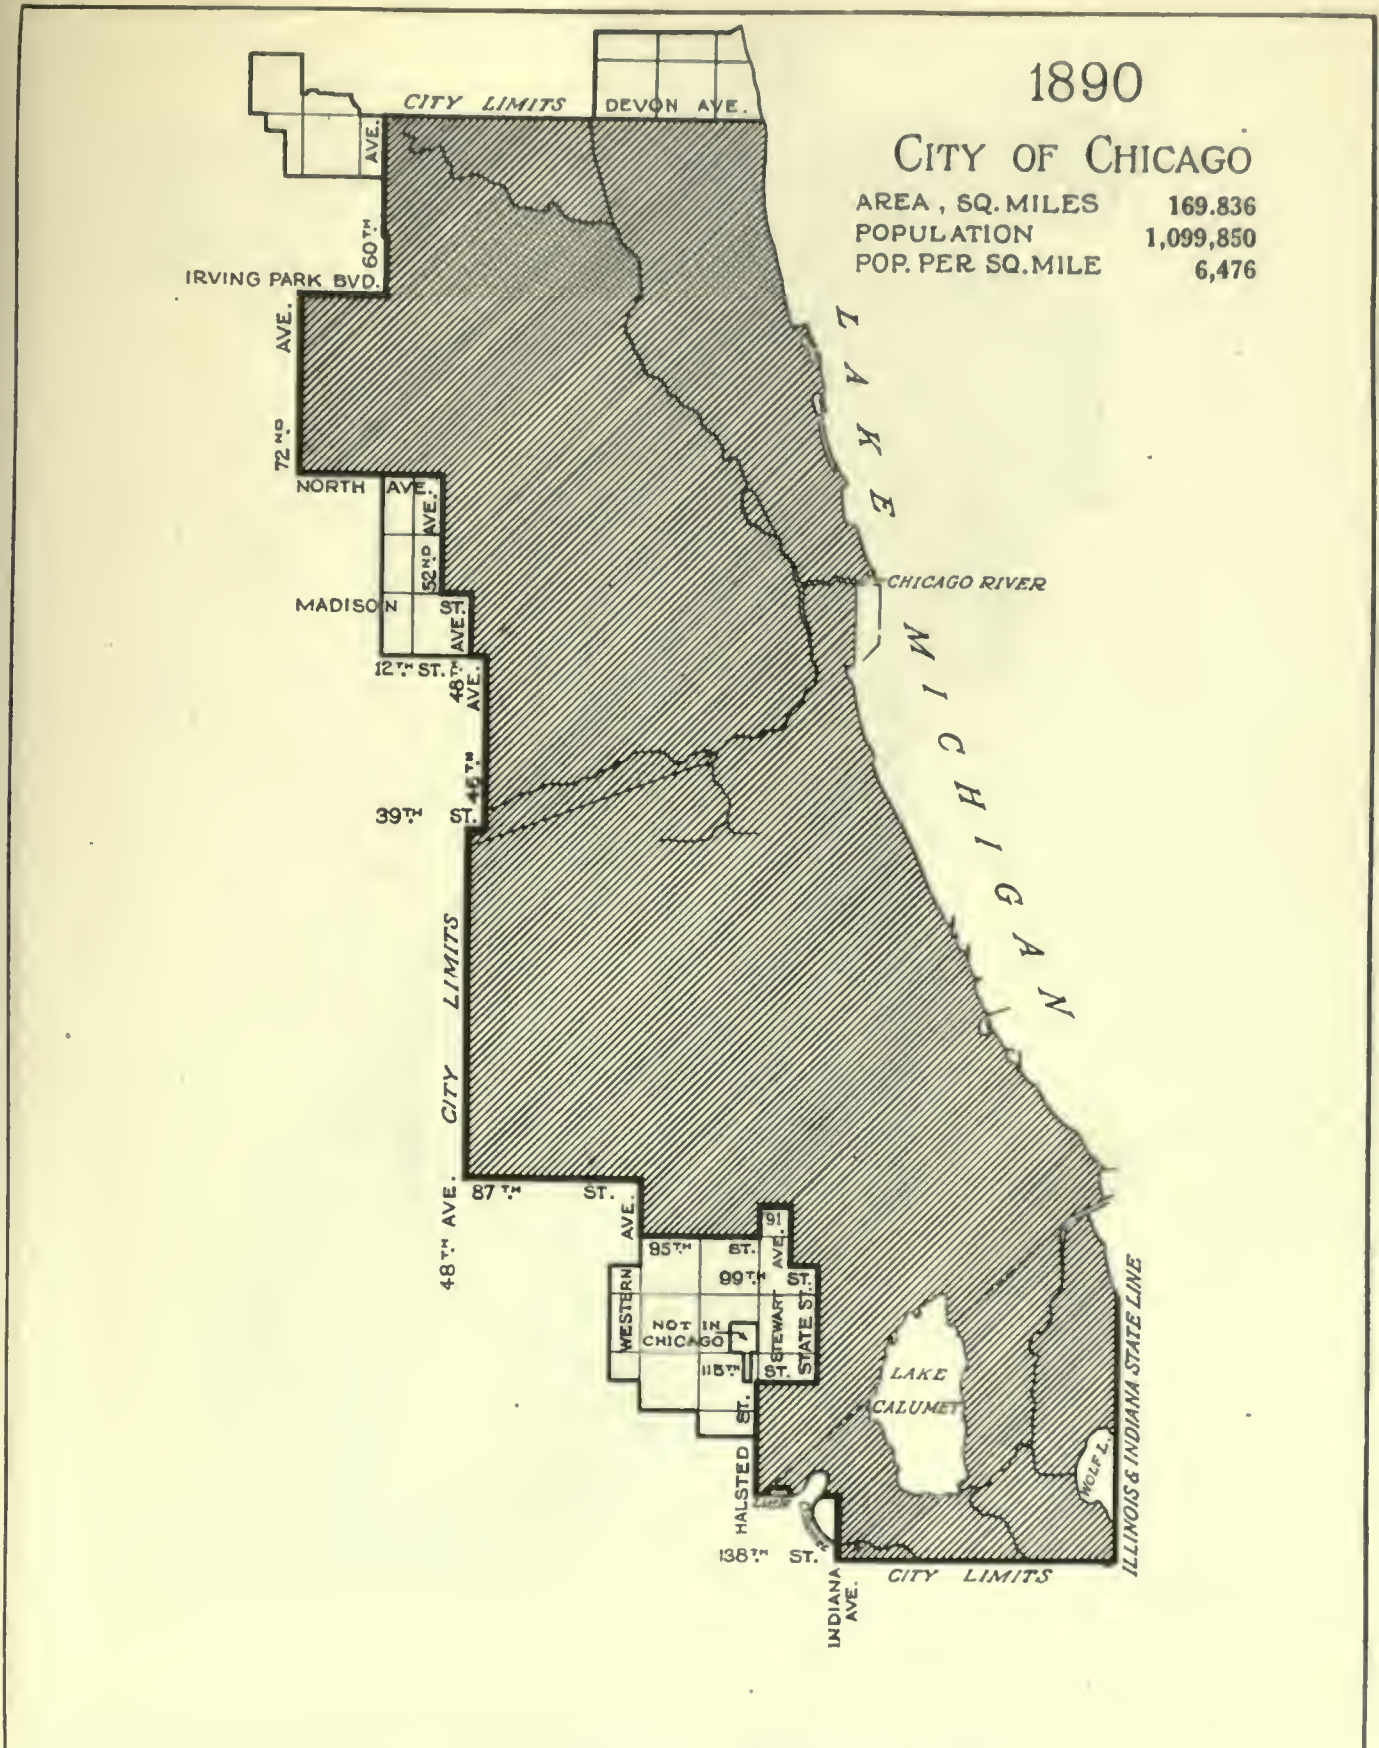 1890
CITY OF CHICAGO
AREA, SQ. MILES 169.836
POPULATION 1,099,850
POP. PER SQ. MILE 6,476
CITY LIMITS
DEVON AVE.
60TH AVE.
IRVING PARK BVD.
72ND AVE.
NORTH AVE.
52ND AVE.
MADISON ST.
48TH AVE.
12TH ST.
46TH AVE.
39TH ST.
LAKE MICHIGAN
CHICAGO RIVER
CITY LIMITS
48TH AVE.
87TH ST.
WESTERN AVE.
91
95TH ST.
99TH ST.
STEWART AVE.
STATE ST.
NOT IN
CHICAGO
115TH ST.
HALSTED ST.
LAKE
CALUMET
WOLF L.
ILLINOIS & INDIANA STATE LINE
138TH ST.
CITY LIMITS
INDIANA
AVE.